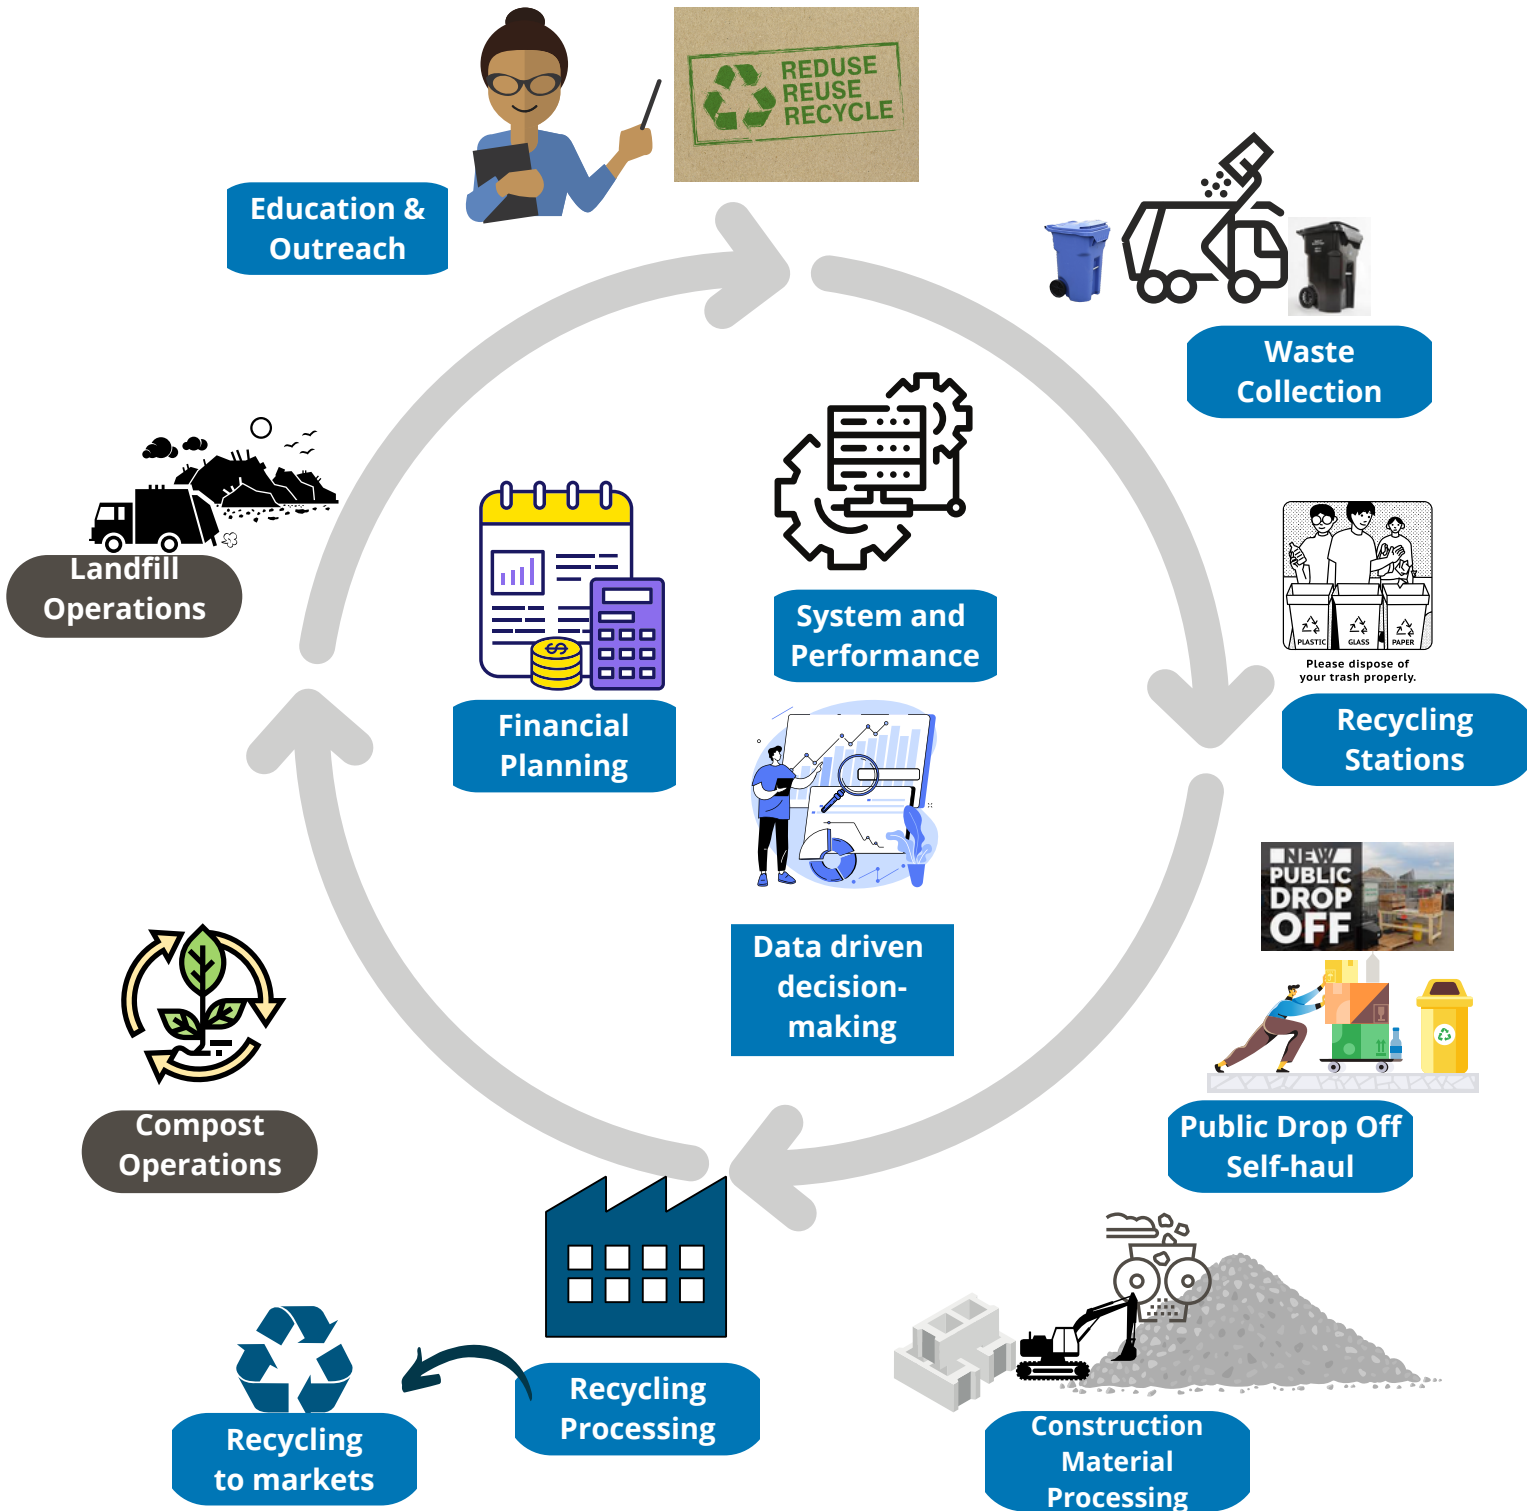 REDUSE
REUSE
RECYCLE
Education &
Outreach
Waste
Collection
Landfill
Operations
System and
Performance
Financial
Planning
PLASTIC
GLASS
PAPER
Please dispose of
your trash properly.
Recycling
Stations
NEW
PUBLIC
DROP
OFF
Data driven
decision-
making
Public Drop Off
Self-haul
Compost
Operations
Recycling
Processing
Recycling
to markets
Construction
Material
Processing